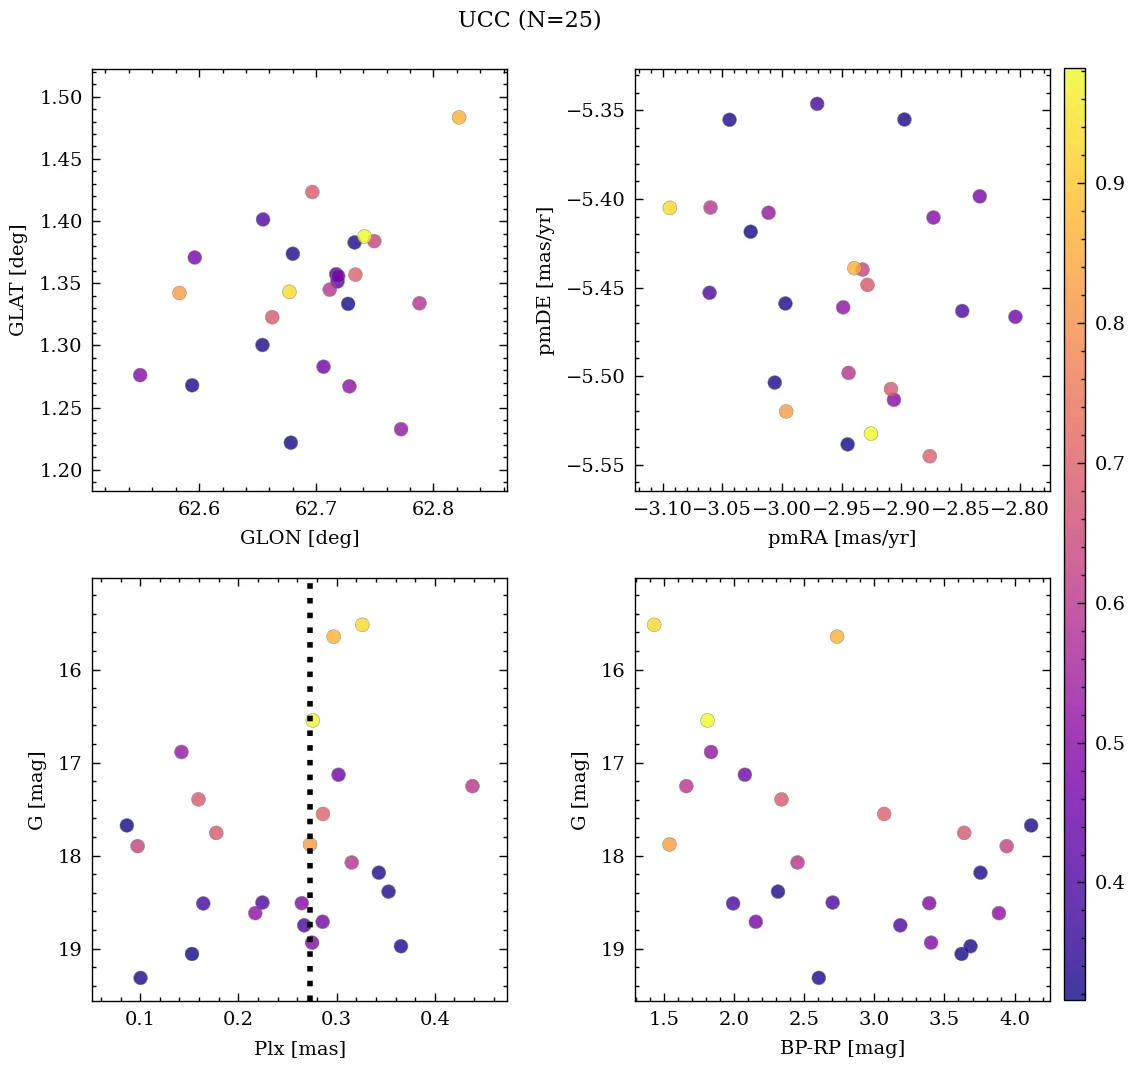 UCC (N=25)
1.50
1.45
1.40
1.35
1.30
1.25
1.20
GLAT [deg]
62.6 62.7 62.8
GLON [deg]
−5.35
−5.40
−5.45
−5.50
−5.55
pmDE [mas/yr]
−3.10 −3.05 −3.00 −2.95 −2.90 −2.85 −2.80
pmRA [mas/yr]
0.9
0.8
0.7
0.6
0.5
0.4
16
17
18
19
G [mag]
0.1 0.2 0.3 0.4
Plx [mas]
16
17
18
19
G [mag]
1.5 2.0 2.5 3.0 3.5 4.0
BP-RP [mag]